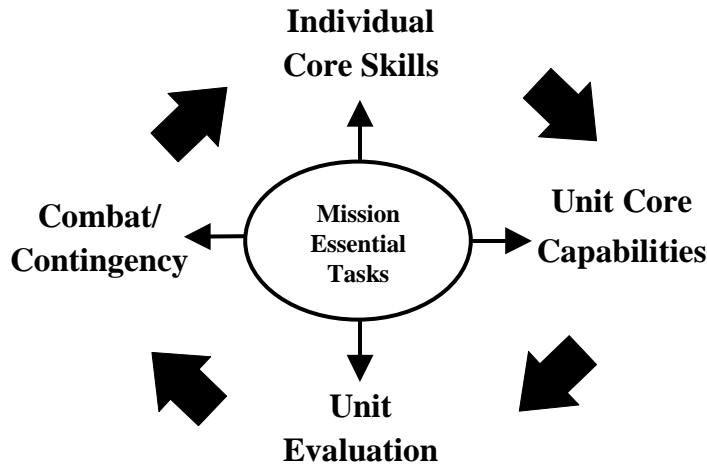 Individual
Core Skills
Combat/
Contingency
Mission
Essential
Tasks
Unit Core
Capabilities
Unit
Evaluation